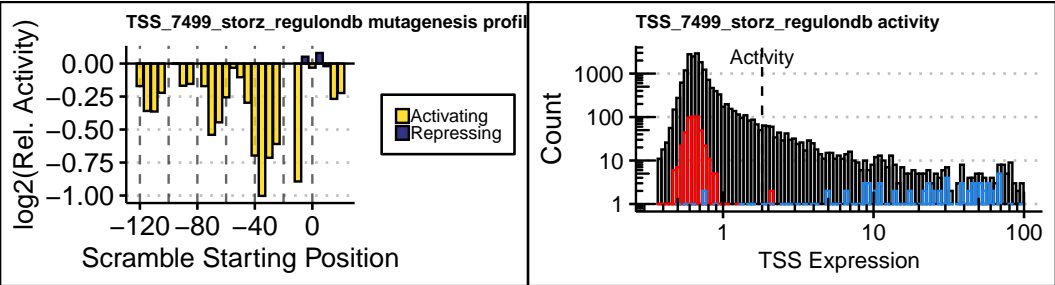 TSS_7499_storz_regulondb mutagenesis profil
log2(Rel. Activity)
0.00
−0.25
−0.50
−0.75
−1.00
−120
−80
−40
0
Scramble Starting Position
Activating
Repressing
TSS_7499_storz_regulondb activity
Count
1000
100
10
1
Activity
1
10
100
TSS Expression